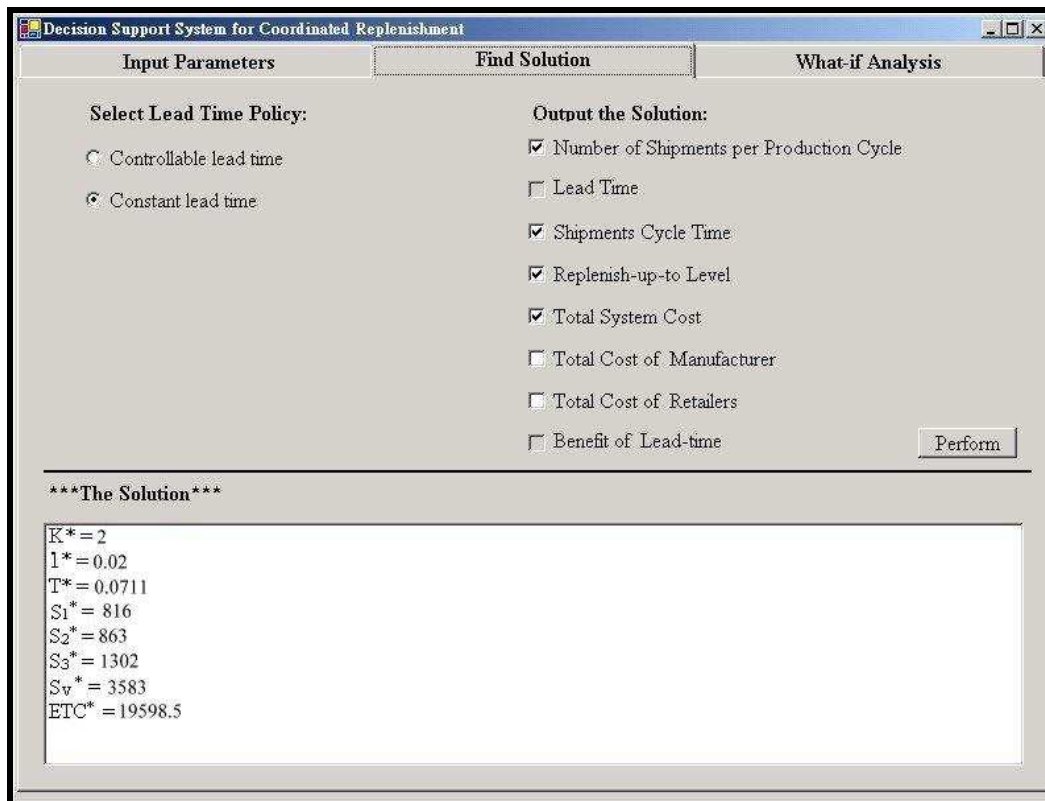 Decision Support System for Coordinated Replenishment
Input Parameters
Find Solution
What-if Analysis
Select Lead Time Policy:
Controllable lead time
Constant lead time
Output the Solution:
Number of Shipments per Production Cycle
Lead Time
Shipments Cycle Time
Replenish-up-to Level
Total System Cost
Total Cost of Manufacturer
Total Cost of Retailers
Benefit of Lead-time
Perform
***The Solution***
K* = 2
l* = 0.02
T* = 0.0711
S₁* = 816
S₂* = 863
S₃* = 1302
Sᵥ* = 3583
ETC* = 19598.5